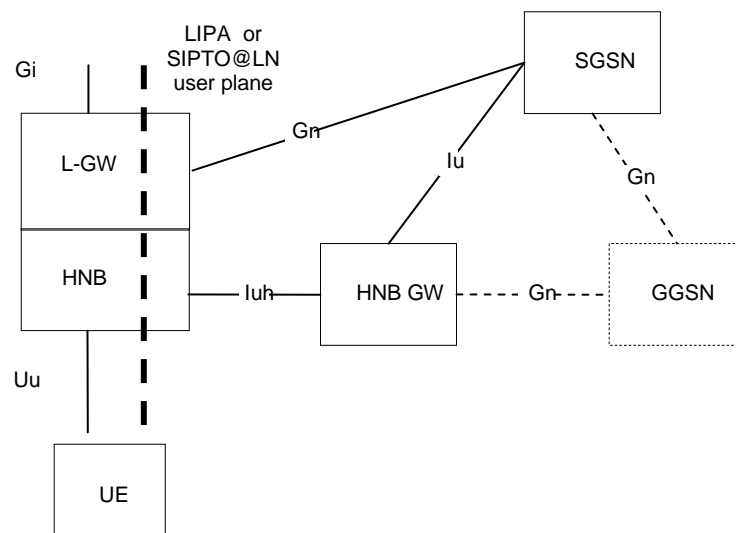 LIPA or
SIPTO@LN
user plane
SGSN
Gi
Gn
L-GW
Iu
Gn
HNB
Iuh
HNB GW
Gn
GGSN
Uu
UE